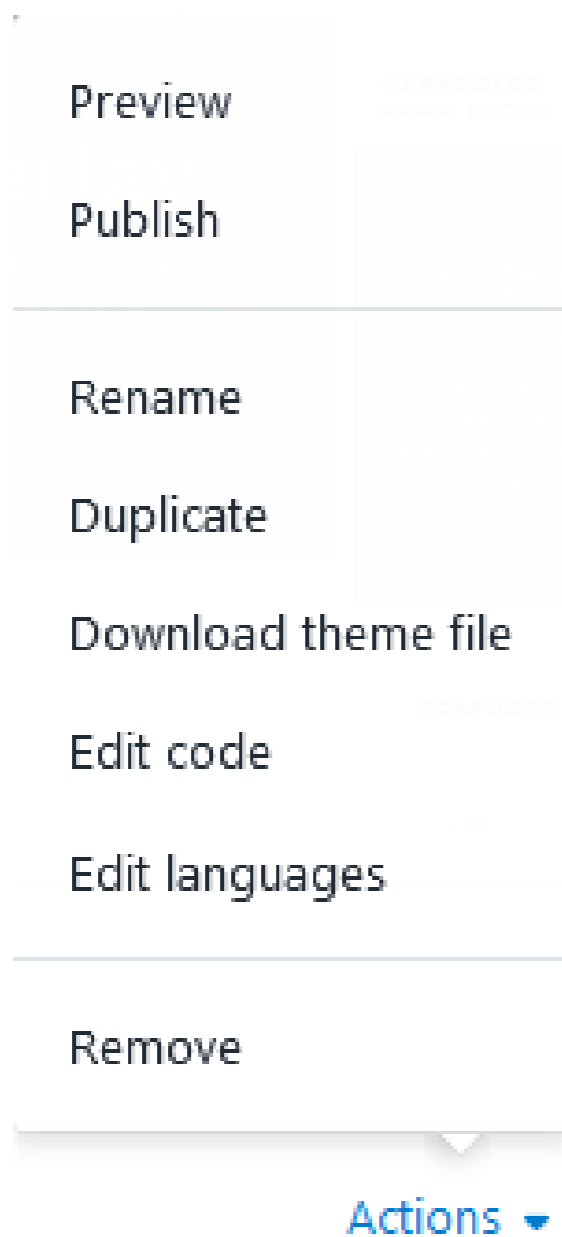 Preview
Publish
Rename
Duplicate
Download theme file
Edit code
Edit languages
Remove
Actions